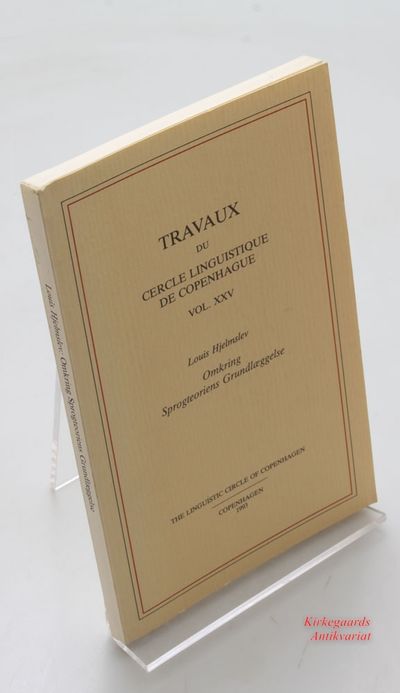 TRAVAUX
DU
CERCLE LINGUISTIQUE
DE COPENHAGUE
VOL. XXV
Louis Hjelmslev
Omkring
Sprogteoriens Grundlæggelse
THE LINGUISTIC CIRCLE OF COPENHAGEN
COPENHAGEN
1993
Louis Hjelmslev: Omkring Sprogteoriens Grundlæggelse
Kirkegaards
Antikvariat